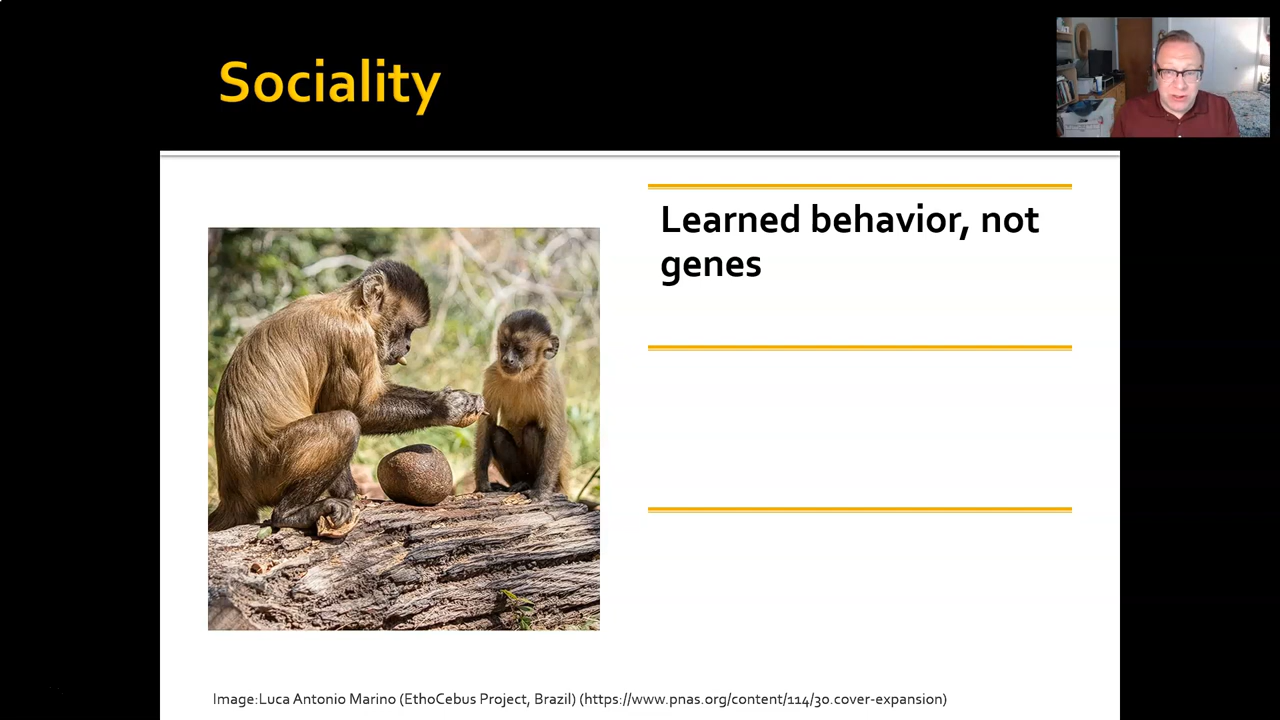 Sociality
Learned behavior, not
genes
Image:Luca Antonio Marino (EthoCebus Project, Brazil) (https://www.pnas.org/content/114/30.cover-expansion)